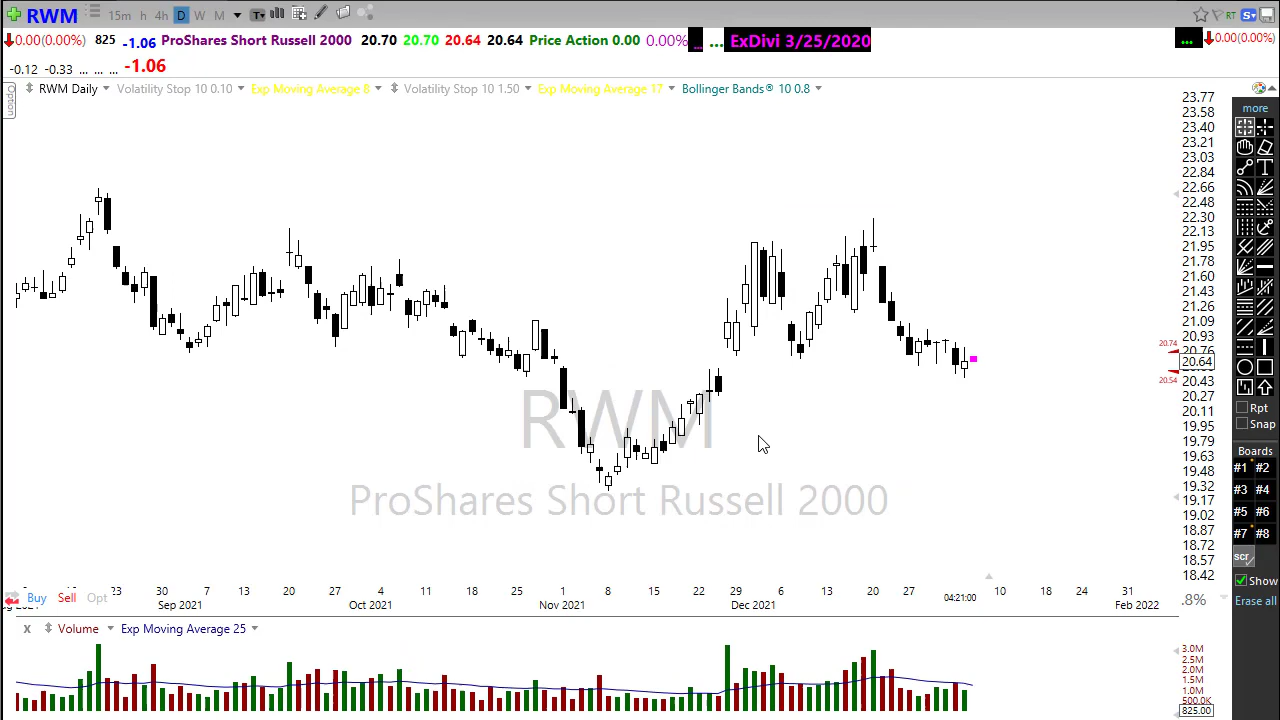 RWM 15m h 4h D W M T RT S
0.00(0.00%) 825 -1.06 ProShares Short Russell 2000 20.70 20.70 20.64 20.64 Price Action 0.00 0.00% ... ... ExDivi 3/25/2020 ... 0.00(0.00%)
-0.12 -0.33 ... ... -1.06
Option RWM Daily Volatility Stop 10 0.10 Exp Moving Average 8 Volatility Stop 10 1.50 Exp Moving Average 17 Bollinger Bands® 10 0.8
23.77
23.58
more
23.40
23.21
23.03
22.84
22.66
22.48
22.30
22.13
21.95
21.78
21.60
21.43
21.26
21.09
20.93
20.74
20.76
20.64
20.54
20.43
20.27
20.11
Rpt
19.95
Snap
19.79
19.63
Boards
19.48
#1 #2
19.32
#3 #4
19.17
19.02
#5 #6
18.87
#7 #8
18.72
scr
18.57
18.42
Show
RWM
ProShares Short Russell 2000
23 30 7 13 20 27 4 11 18 25 8 15 22 29 6 13 20 27 04:21:00 10 18 24 31
Buy Sell Opt .8% Erase all
2021 Sep 2021 Oct 2021 Nov 2021 Dec 2021 Feb 2022
x Volume Exp Moving Average 25
3.0M
2.5M
2.0M
1.5M
1.0M
500.0K
825.00